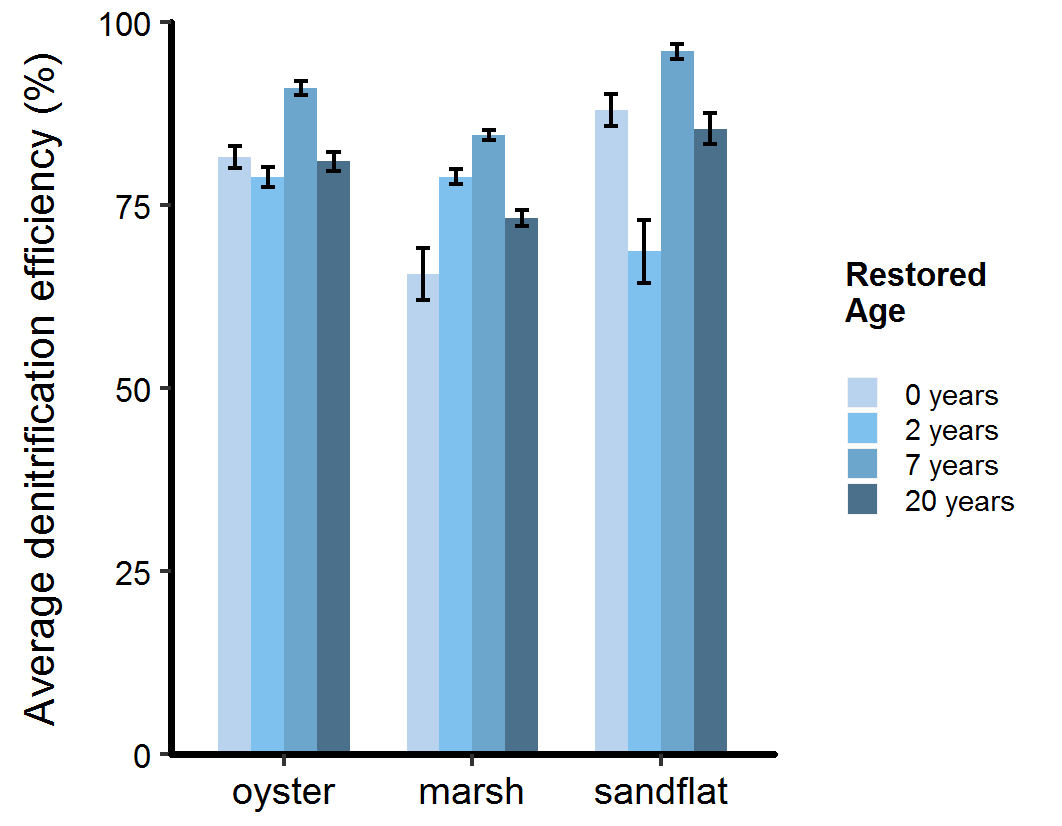 Average denitrification efficiency (%)
100
75
50
25
0
oyster marsh sandflat
Restored
Age
0 years
2 years
7 years
20 years